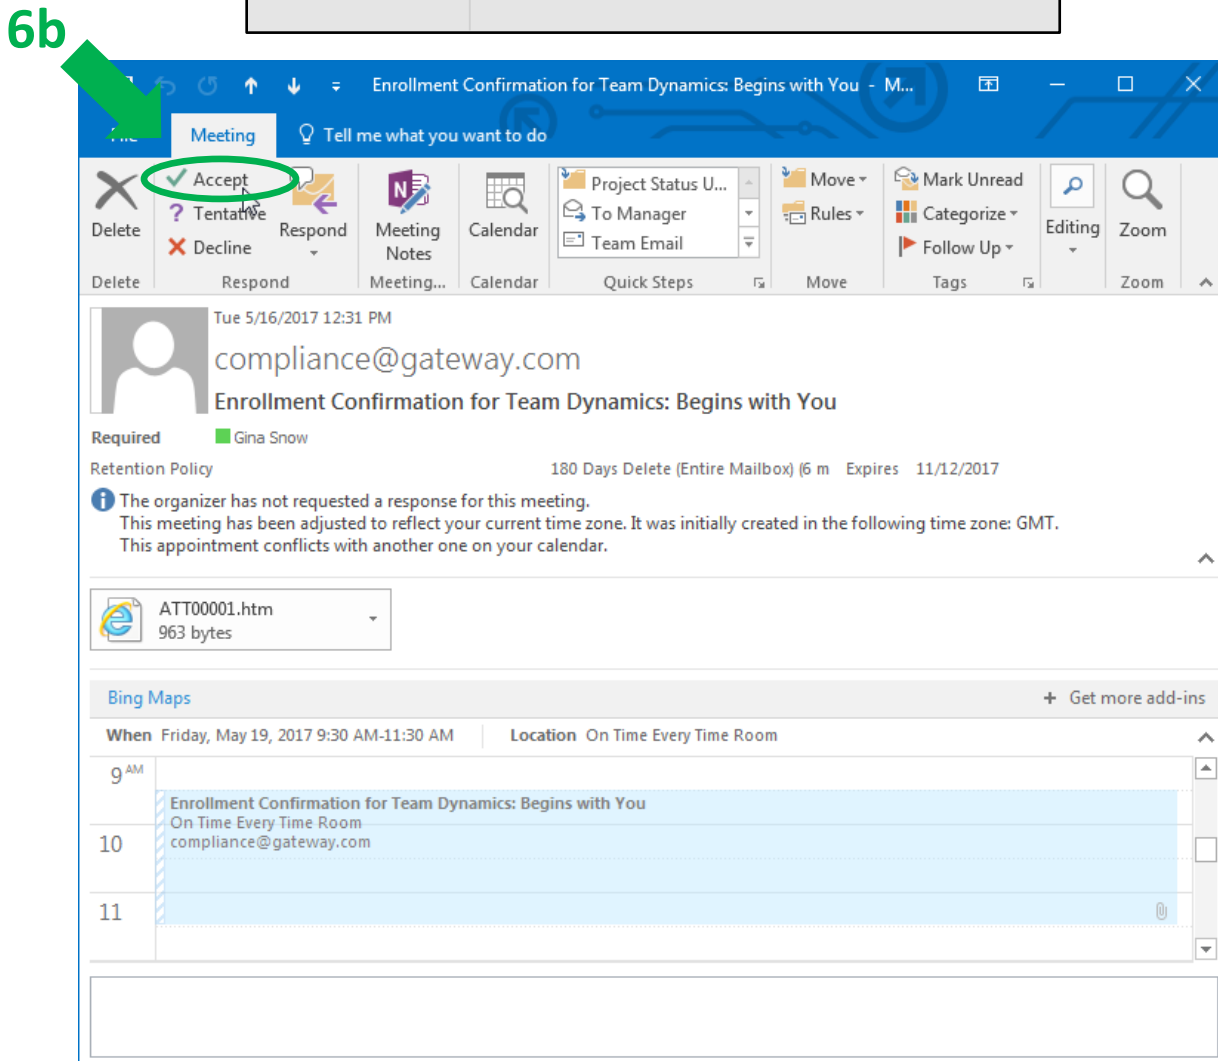 6b
Enrollment Confirmation for Team Dynamics: Begins with You - M...
Meeting
Tell me what you want to do
Accept
Tentative
Decline
Delete
Respond
Meeting Notes
Calendar
Project Status U...
To Manager
Team Email
Move
Rules
Mark Unread
Categorize
Follow Up
Editing
Zoom
Delete
Respond
Meeting...
Calendar
Quick Steps
Move
Tags
Zoom
Tue 5/16/2017 12:31 PM
compliance@gateway.com
Enrollment Confirmation for Team Dynamics: Begins with You
Required Gina Snow
Retention Policy 180 Days Delete (Entire Mailbox) (6 m Expires 11/12/2017
The organizer has not requested a response for this meeting.
This meeting has been adjusted to reflect your current time zone. It was initially created in the following time zone: GMT.
This appointment conflicts with another one on your calendar.
ATT00001.htm
963 bytes
Bing Maps + Get more add-ins
When Friday, May 19, 2017 9:30 AM-11:30 AM Location On Time Every Time Room
9 AM
Enrollment Confirmation for Team Dynamics: Begins with You
On Time Every Time Room
10 compliance@gateway.com
11